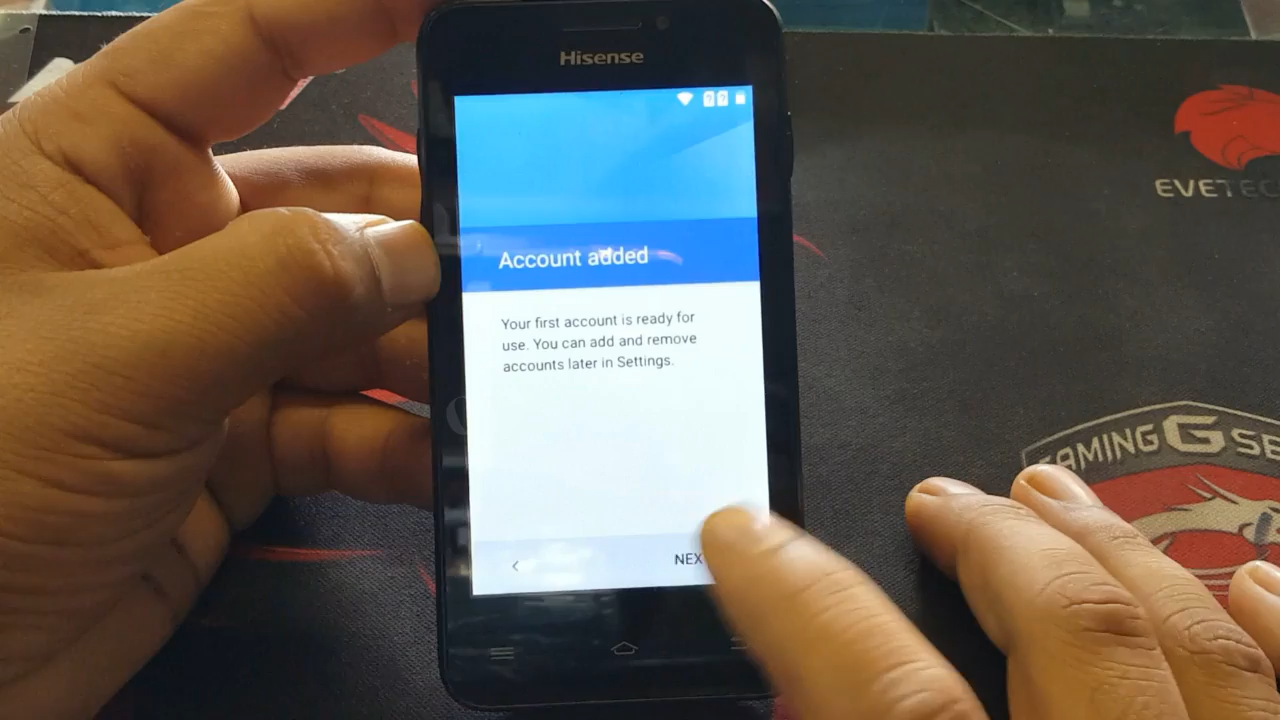 Hisense
Account added
Your first account is ready for
use. You can add and remove
accounts later in Settings.
NEX
EVETEC
GAMING G SE